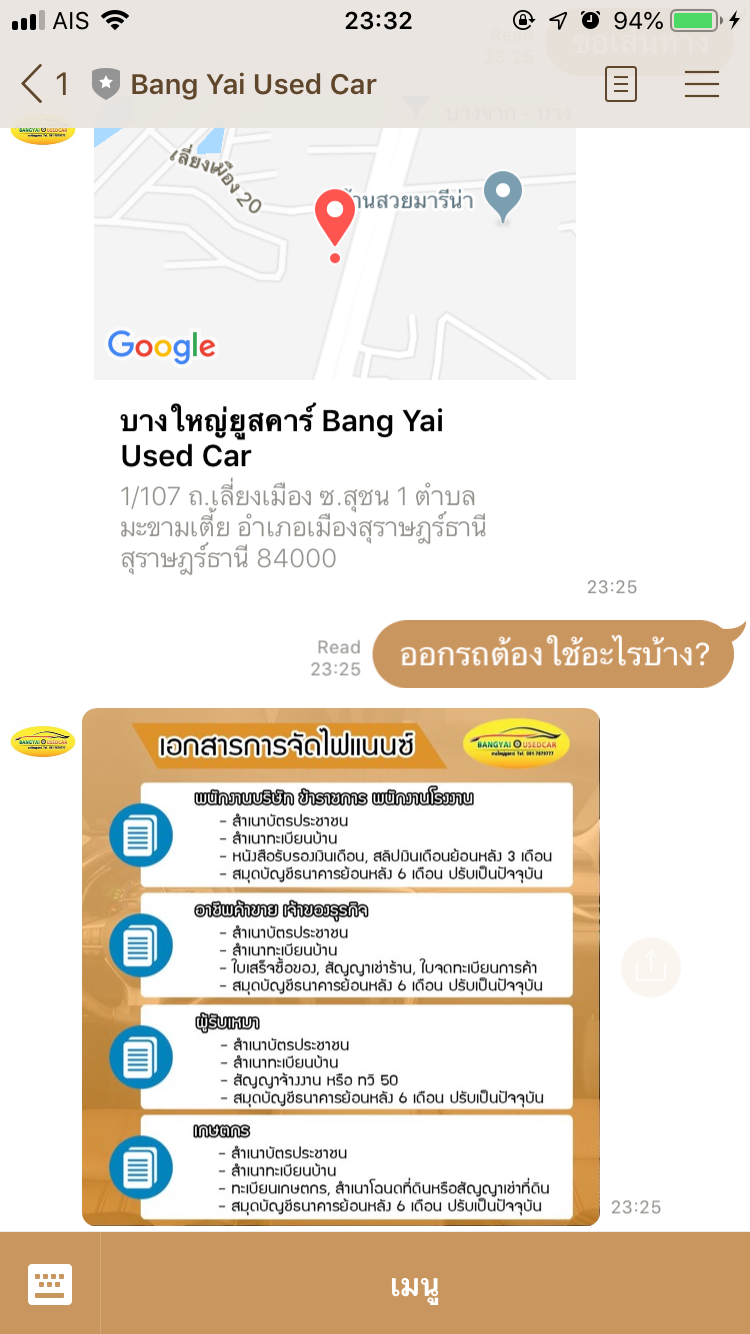 AIS
23:32
94%
Read
23:25
ขอเส้นทาง
1
Bang Yai Used Car
บางจาก - บาง
BANGYAI USEDCAR
เลี่ยงเมือง 20
้านสวยมารีน่า
Google
บางใหญ่ยูสคาร์ Bang Yai
Used Car
1/107 ถ.เลี่ยงเมือง ซ.สุชน 1 ตำบล
มะขามเตี้ย อำเภอเมืองสุราษฎร์ธานี
สุราษฎร์ธานี 84000
23:25
Read
23:25
ออกรถต้องใช้อะไรบ้าง?
BANGYAI USEDCAR
เอกสารการจัดไฟแนนซ์
BANGYAI USEDCAR
พนักงานบริษัท ข้าราชการ พนักงานโรงงาน
- สำเนาบัตรประชาชน
- สำเนาทะเบียนบ้าน
- หนังสือรับรองเงินเดือน, สลิปเงินเดือนย้อนหลัง 3 เดือน
- สมุดบัญชีธนาคารย้อนหลัง 6 เดือน ปรับเป็นปัจจุบัน
อาชีพค้าขาย เจ้าของธุรกิจ
- สำเนาบัตรประชาชน
- สำเนาทะเบียนบ้าน
- ใบเสร็จซื้อของ, สัญญาเช่าร้าน, ใบจดทะเบียนการค้า
- สมุดบัญชีธนาคารย้อนหลัง 6 เดือน ปรับเป็นปัจจุบัน
ผู้รับเหมา
- สำเนาบัตรประชาชน
- สำเนาทะเบียนบ้าน
- สัญญาจ้างงาน หรือ ทวิ 50
- สมุดบัญชีธนาคารย้อนหลัง 6 เดือน ปรับเป็นปัจจุบัน
เกษตกร
- สำเนาบัตรประชาชน
- สำเนาทะเบียนบ้าน
- ทะเบียนเกษตกร, สำเนาโฉนดที่ดินหรือสัญญาเช่าที่ดิน
- สมุดบัญชีธนาคารย้อนหลัง 6 เดือน ปรับเป็นปัจจุบัน
23:25
เมนู